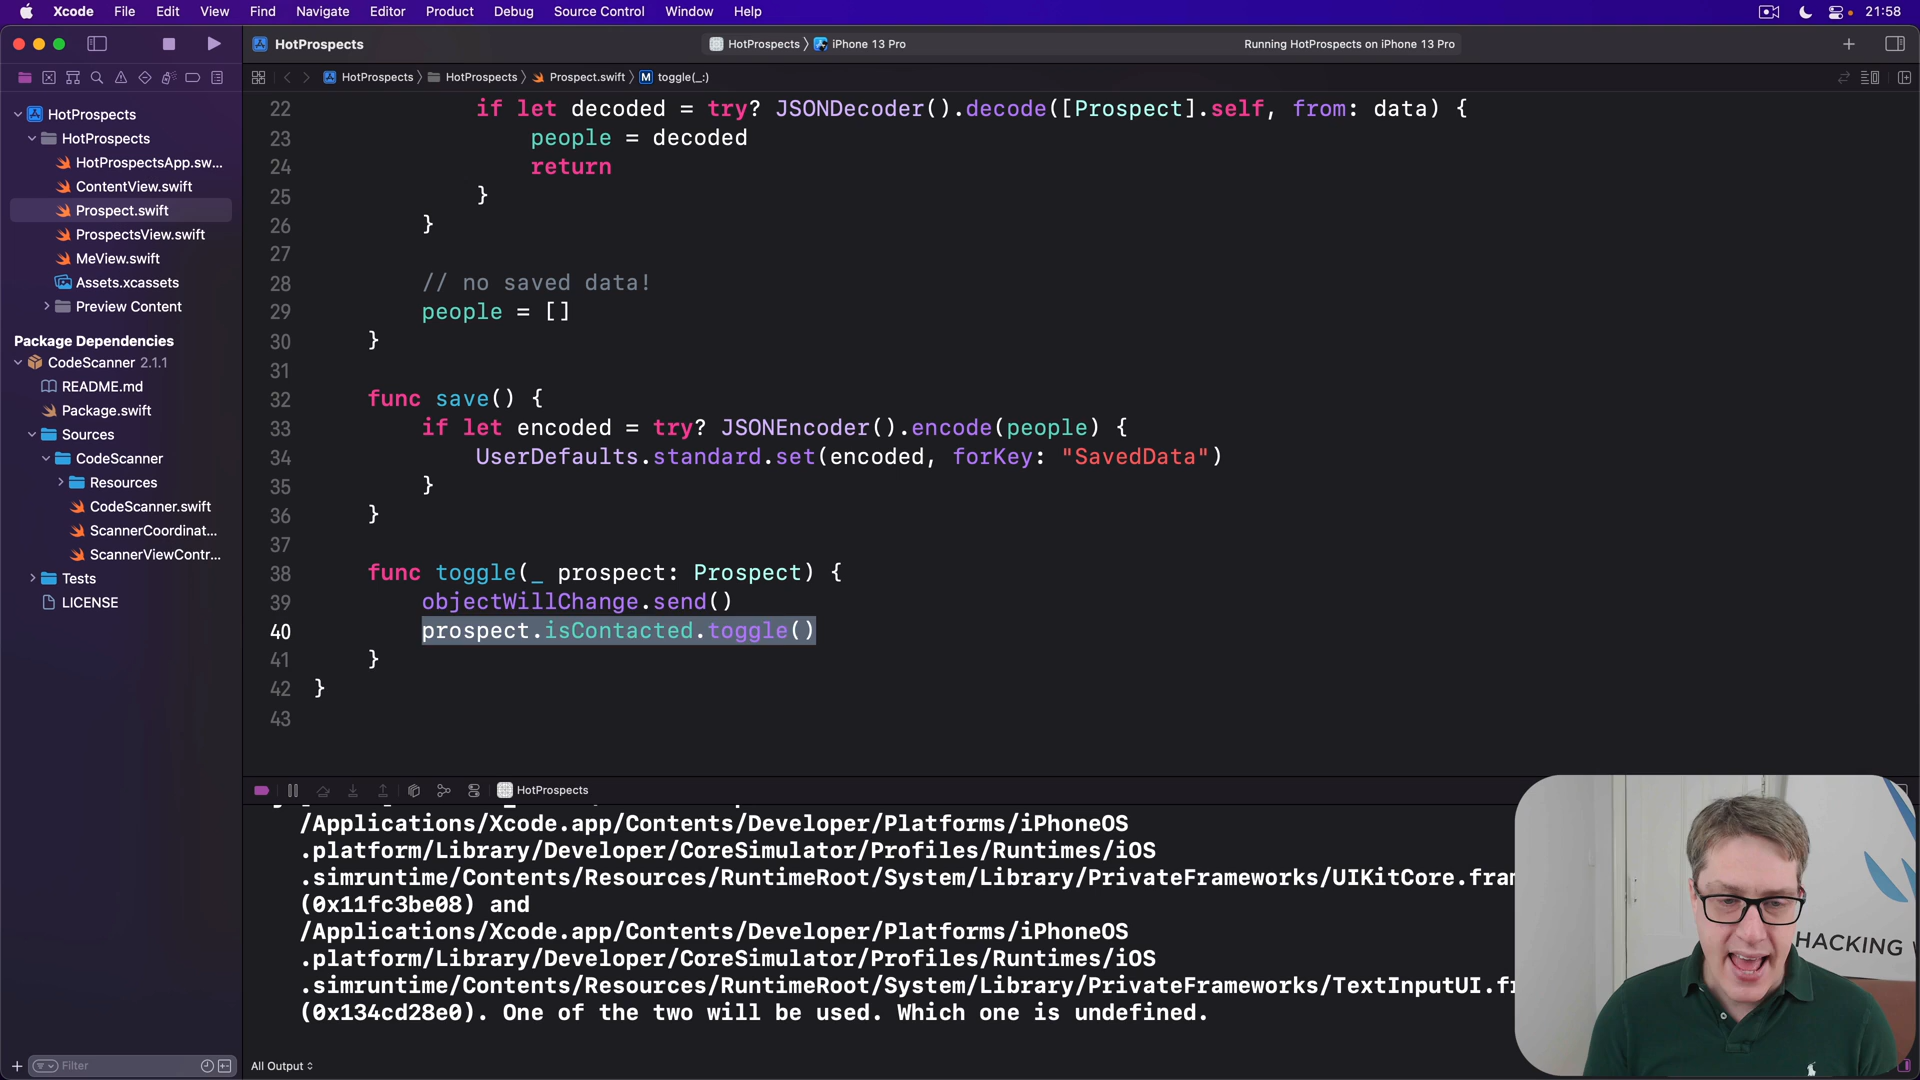 Xcode File Edit View Find Navigate Editor Product Debug Source Control Window Help 21:58
HotProspects HotProspects iPhone 13 Pro Running HotProspects on iPhone 13 Pro
HotProspects HotProspects Prospect.swift M toggle(_:)
HotProspects
HotProspects
HotProspectsApp.sw...
ContentView.swift
Prospect.swift
ProspectsView.swift
MeView.swift
Assets.xcassets
Preview Content
Package Dependencies
CodeScanner 2.1.1
README.md
Package.swift
Sources
CodeScanner
Resources
CodeScanner.swift
ScannerCoordinat...
ScannerViewContr...
Tests
LICENSE
Filter
22 if let decoded = try? JSONDecoder().decode([Prospect].self, from: data) {
23 people = decoded
24 return
25 }
26 }
27
28 // no saved data!
29 people = []
30 }
31
32 func save() {
33 if let encoded = try? JSONEncoder().encode(people) {
34 UserDefaults.standard.set(encoded, forKey: "SavedData")
35 }
36 }
37
38 func toggle(_ prospect: Prospect) {
39 objectWillChange.send()
40 prospect.isContacted.toggle()
41 }
42 }
43
HotProspects
/Applications/Xcode.app/Contents/Developer/Platforms/iPhoneOS
.platform/Library/Developer/CoreSimulator/Profiles/Runtimes/iOS
.simruntime/Contents/Resources/RuntimeRoot/System/Library/PrivateFrameworks/UIKitCore.fran
(0x11fc3be08) and
/Applications/Xcode.app/Contents/Developer/Platforms/iPhoneOS
.platform/Library/Developer/CoreSimulator/Profiles/Runtimes/iOS
.simruntime/Contents/Resources/RuntimeRoot/System/Library/PrivateFrameworks/TextInputUI.f
(0x134cd28e0). One of the two will be used. Which one is undefined.
All Output
HACKING